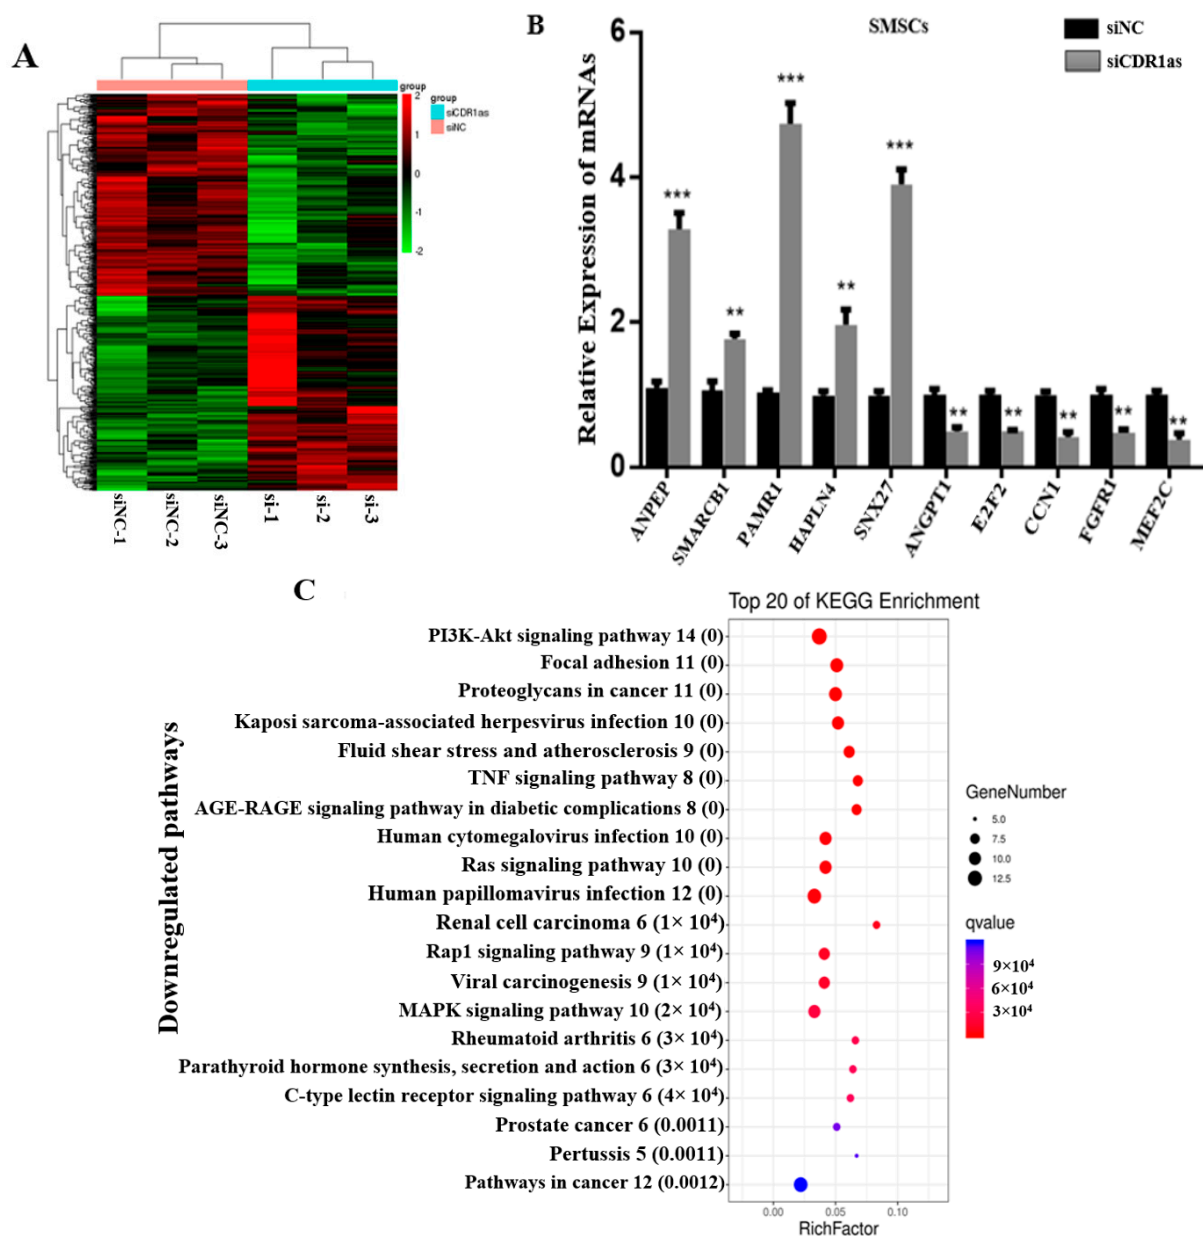 A
group
2
1
0
-1
-2
group
siCDR1as
siNC
siNC-1
siNC-2
siNC-3
si-1
si-2
si-3
B
SMSCs
siNC
siCDR1as
Relative Expression of mRNAs
6
4
2
0
***
**
***
**
***
**
**
**
**
**
ANPEP
SMARCB1
PAMR1
HAPLN4
SNX27
ANGPT1
E2F2
CCN1
FGFR1
MEF2C
C
Top 20 of KEGG Enrichment
Downregulated pathways
PI3K-Akt signaling pathway 14 (0)
Focal adhesion 11 (0)
Proteoglycans in cancer 11 (0)
Kaposi sarcoma-associated herpesvirus infection 10 (0)
Fluid shear stress and atherosclerosis 9 (0)
TNF signaling pathway 8 (0)
AGE-RAGE signaling pathway in diabetic complications 8 (0)
Human cytomegalovirus infection 10 (0)
Ras signaling pathway 10 (0)
Human papillomavirus infection 12 (0)
Renal cell carcinoma 6 (1× 10⁴)
Rap1 signaling pathway 9 (1× 10⁴)
Viral carcinogenesis 9 (1× 10⁴)
MAPK signaling pathway 10 (2× 10⁴)
Rheumatoid arthritis 6 (3× 10⁴)
Parathyroid hormone synthesis, secretion and action 6 (3× 10⁴)
C-type lectin receptor signaling pathway 6 (4× 10⁴)
Prostate cancer 6 (0.0011)
Pertussis 5 (0.0011)
Pathways in cancer 12 (0.0012)
0.00
0.05
0.10
RichFactor
GeneNumber
5.0
7.5
10.0
12.5
qvalue
9×10⁴
6×10⁴
3×10⁴